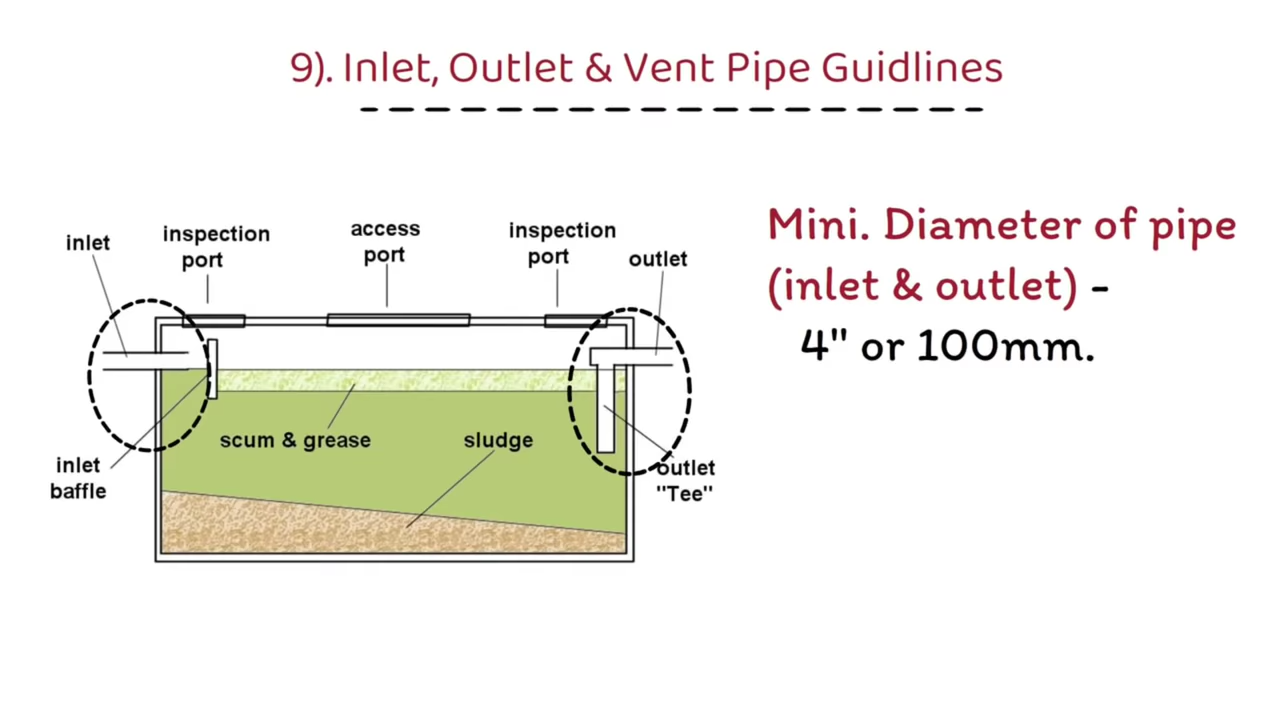 9). Inlet, Outlet & Vent Pipe Guidlines
inlet
inspection
port
access
port
inspection
port
outlet
Mini. Diameter of pipe
(inlet & outlet) -
4" or 100mm.
scum & grease
sludge
inlet
baffle
outlet
"Tee"